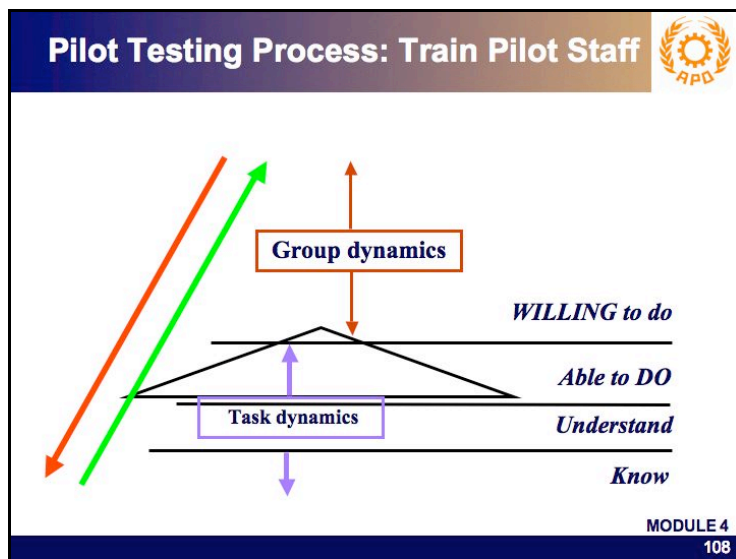 Pilot Testing Process: Train Pilot Staff
APO
Group dynamics
WILLING to do
Able to DO
Task dynamics
Understand
Know
MODULE 4
108